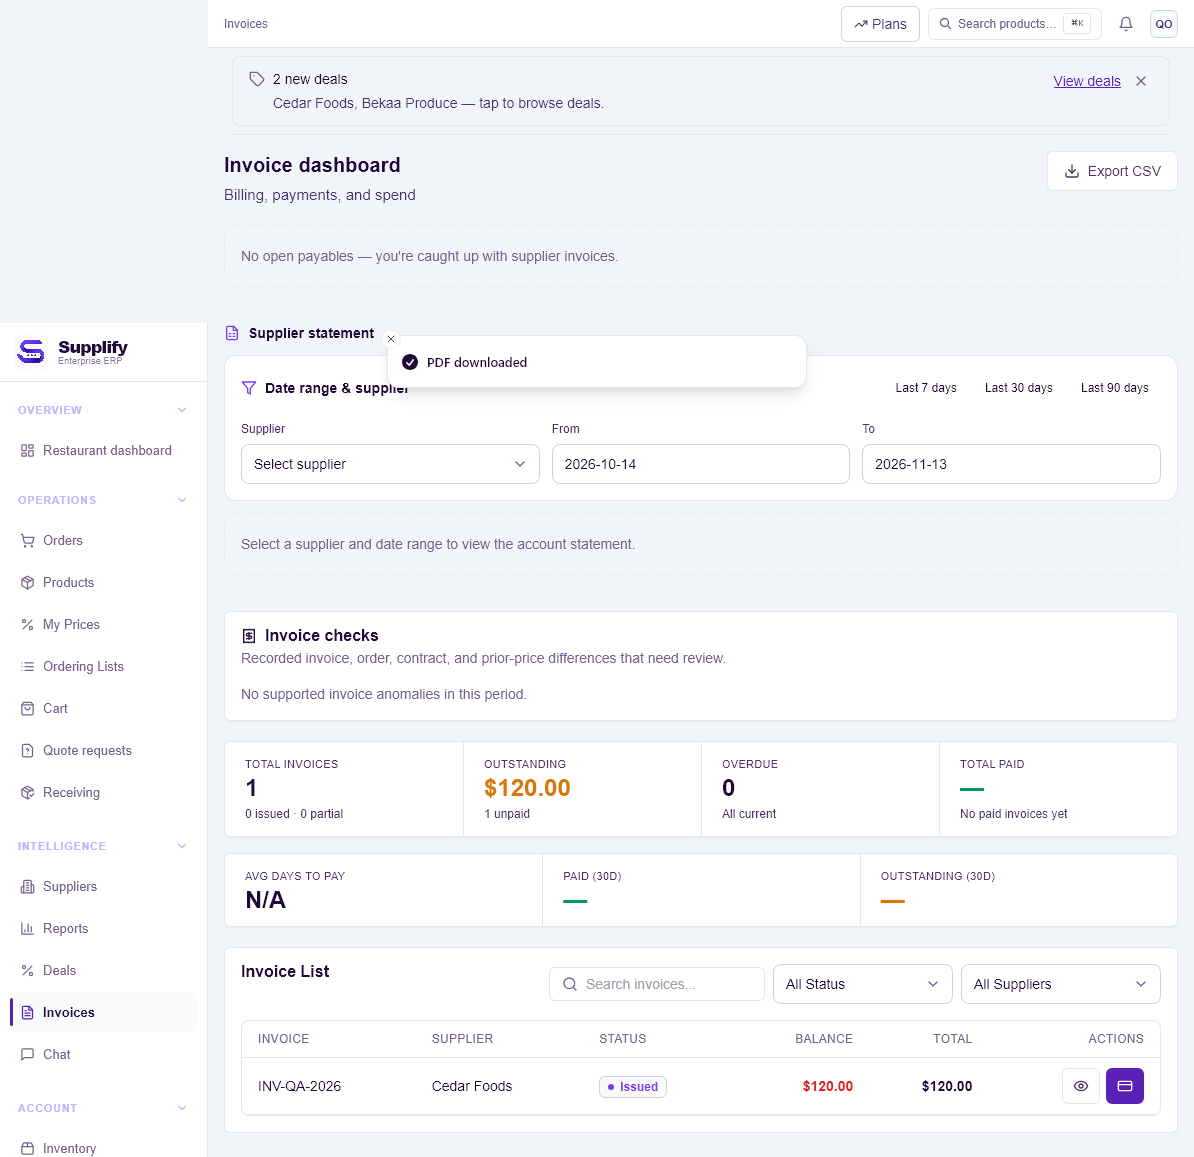 Invoices
Plans
Search products...
⌘K
QO
2 new deals
Cedar Foods, Bekaa Produce — tap to browse deals.
View deals
Invoice dashboard
Billing, payments, and spend
Export CSV
No open payables — you're caught up with supplier invoices.
Supplier statement
PDF downloaded
Date range & supplier
Last 7 days
Last 30 days
Last 90 days
Supplier
From
To
Select supplier
2026-10-14
2026-11-13
Select a supplier and date range to view the account statement.
Invoice checks
Recorded invoice, order, contract, and prior-price differences that need review.
No supported invoice anomalies in this period.
TOTAL INVOICES
1
0 issued · 0 partial
OUTSTANDING
$120.00
1 unpaid
OVERDUE
0
All current
TOTAL PAID
—
No paid invoices yet
AVG DAYS TO PAY
N/A
PAID (30D)
—
OUTSTANDING (30D)
—
Invoice List
Search invoices...
All Status
All Suppliers
INVOICE SUPPLIER STATUS BALANCE TOTAL ACTIONS
INV-QA-2026 Cedar Foods Issued $120.00 $120.00
Supplify
Enterprise ERP
OVERVIEW
Restaurant dashboard
OPERATIONS
Orders
Products
My Prices
Ordering Lists
Cart
Quote requests
Receiving
INTELLIGENCE
Suppliers
Reports
Deals
Invoices
Chat
ACCOUNT
Inventory